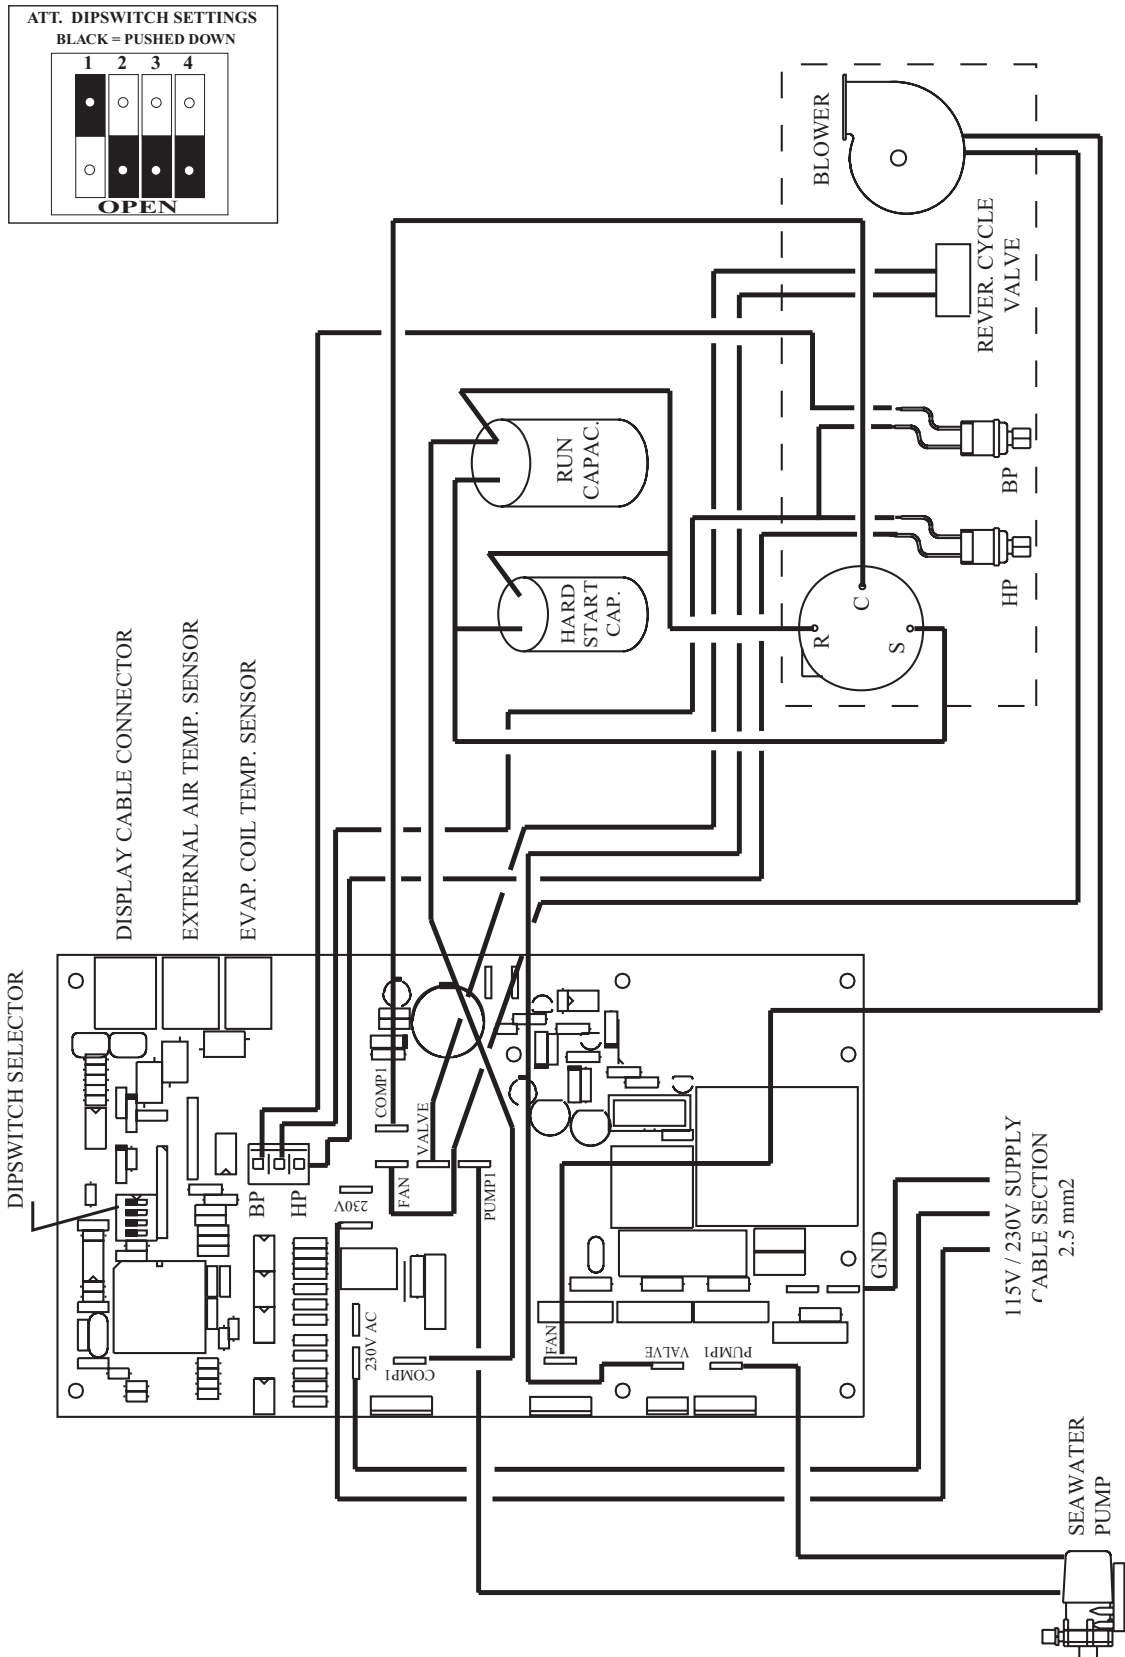 ATT. DIPSWITCH SETTINGS
BLACK = PUSHED DOWN
1 2 3 4
OPEN
BLOWER
REVER. CYCLE
VALVE
RUN
CAPAC.
HARD
START
CAP.
BP
HP
R
C
S
DISPLAY CABLE CONNECTOR
EXTERNAL AIR TEMP. SENSOR
EVAP. COIL TEMP. SENSOR
DIPSWITCH SELECTOR
BP
HP
COMP1
VALVE
FAN
PUMP1
230V
230V AC
COMP1
FAN
VALVE
PUMP1
GND
115V / 230V SUPPLY
CABLE SECTION
2.5 mm2
SEAWATER
PUMP